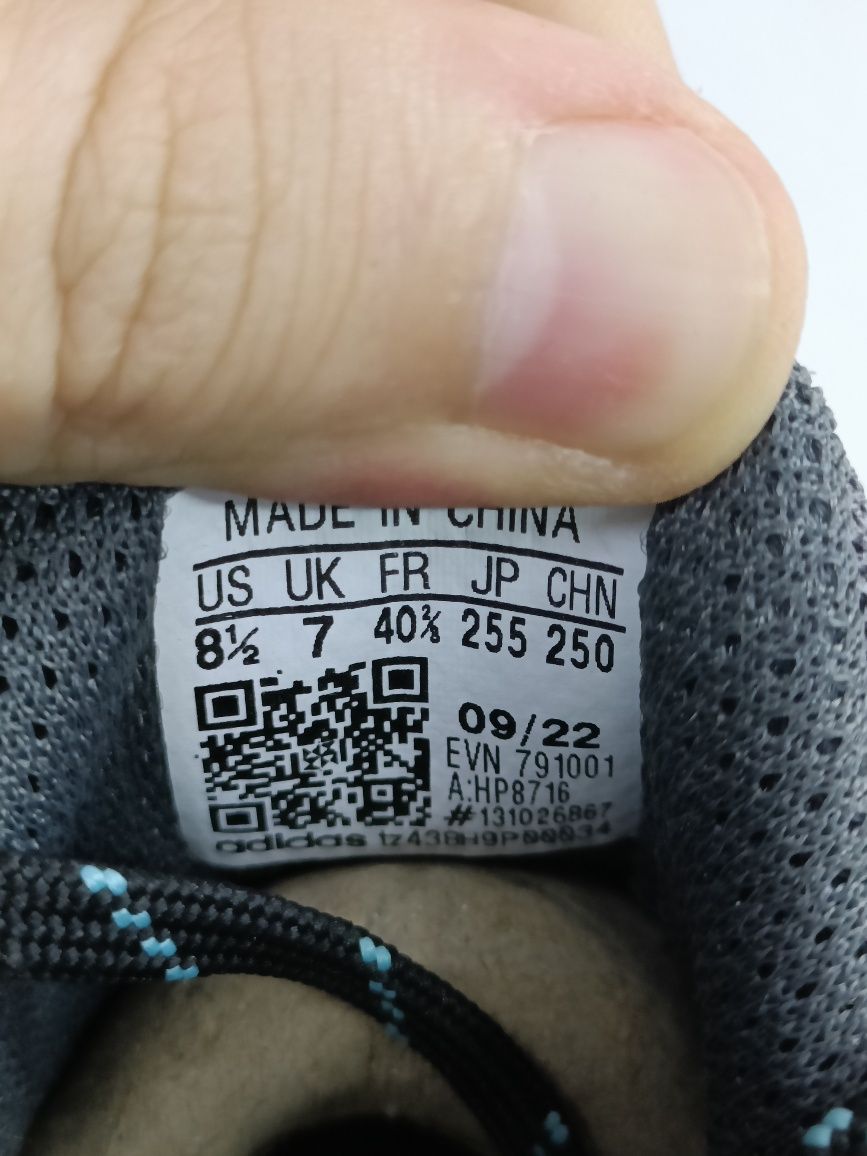 MADE IN CHINA
US UK FR JP CHN
8½ 7 40⅔ 255 250
09/22
EVN 791001
A:HP8716
#131026867
adidas tz438H9P00034